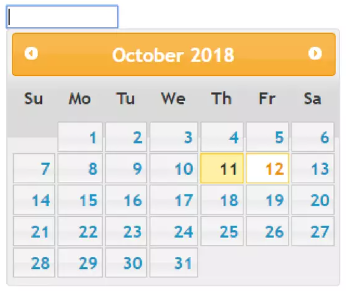 October 2018
Su Mo Tu We Th Fr Sa
1 2 3 4 5 6
7 8 9 10 11 12 13
14 15 16 17 18 19 20
21 22 23 24 25 26 27
28 29 30 31